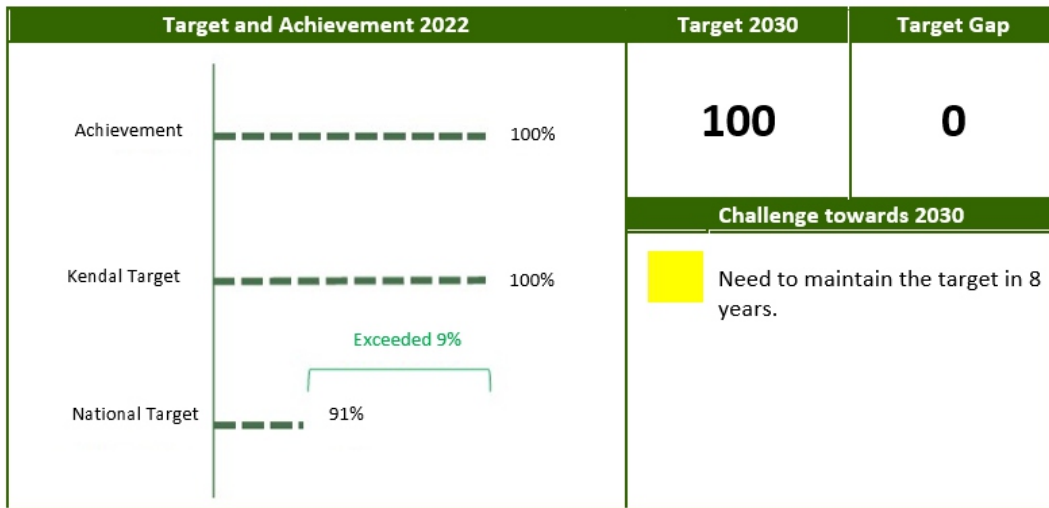 Target and Achievement 2022
Target 2030
Target Gap
Achievement
100%
100
0
Challenge towards 2030
Kendal Target
100%
Need to maintain the target in 8
years.
Exceeded 9%
National Target
91%